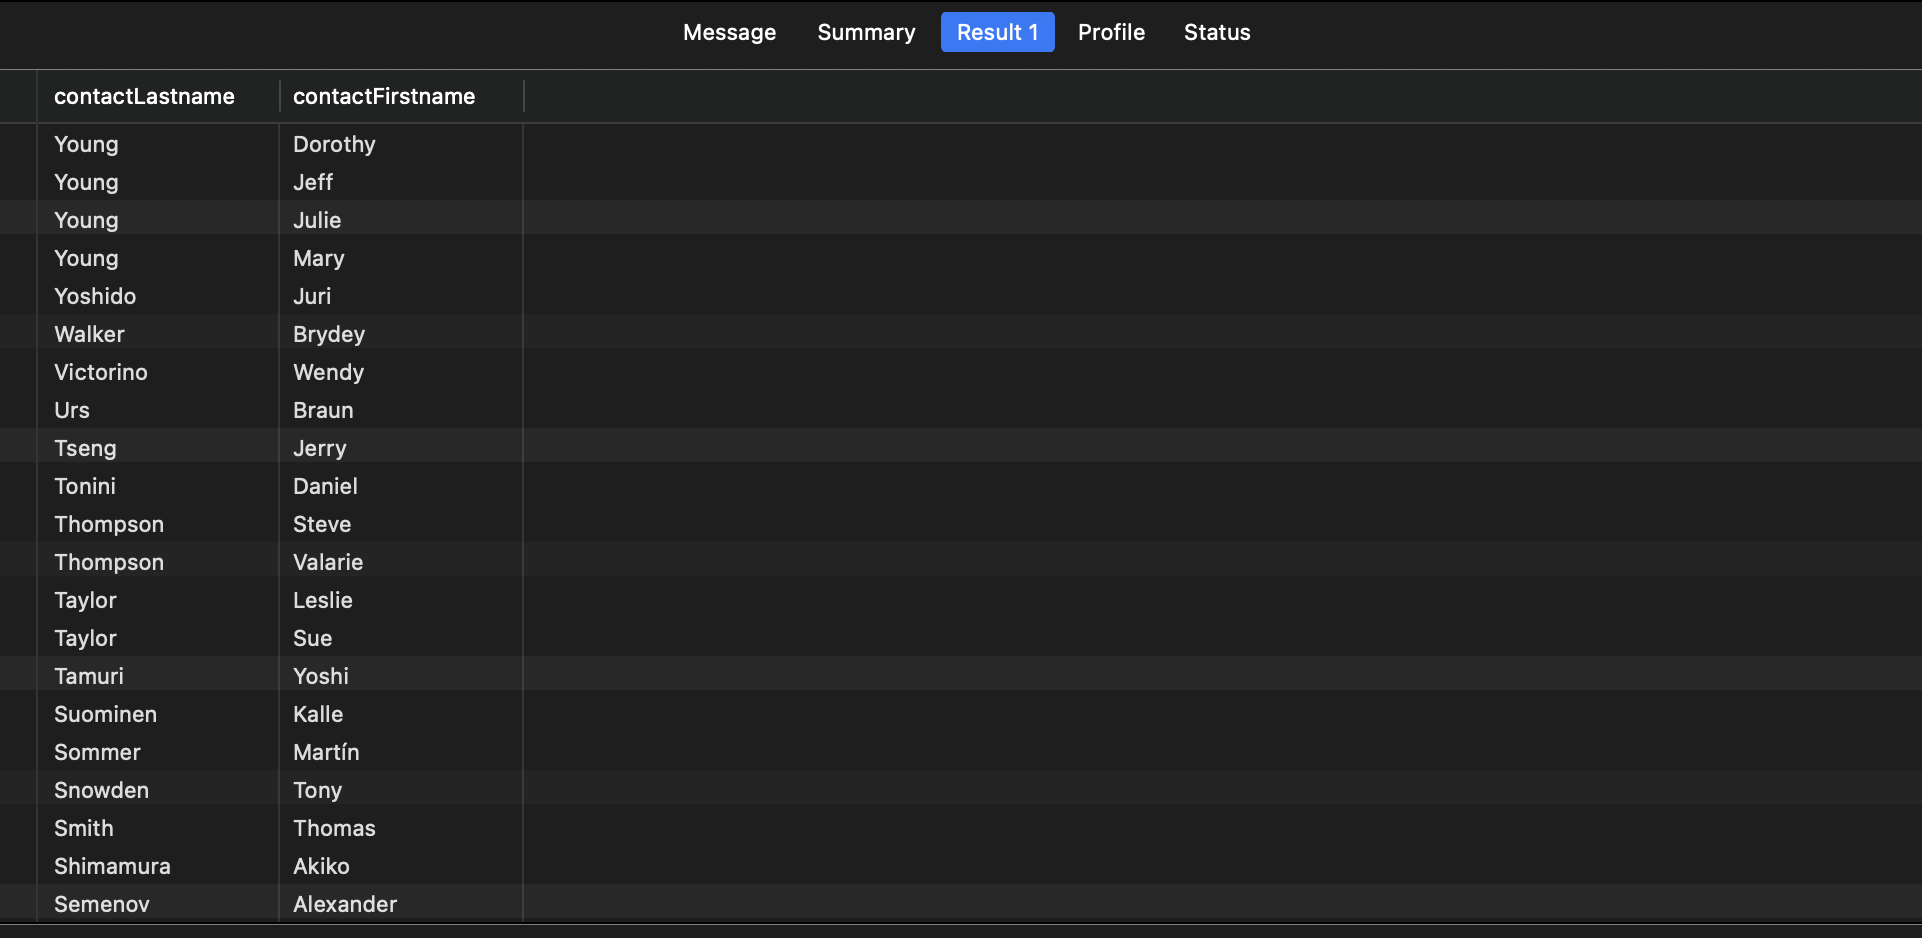 Message Summary Result 1 Profile Status
contactLastname contactFirstname
Young Dorothy
Young Jeff
Young Julie
Young Mary
Yoshido Juri
Walker Brydey
Victorino Wendy
Urs Braun
Tseng Jerry
Tonini Daniel
Thompson Steve
Thompson Valarie
Taylor Leslie
Taylor Sue
Tamuri Yoshi
Suominen Kalle
Sommer Martín
Snowden Tony
Smith Thomas
Shimamura Akiko
Semenov Alexander